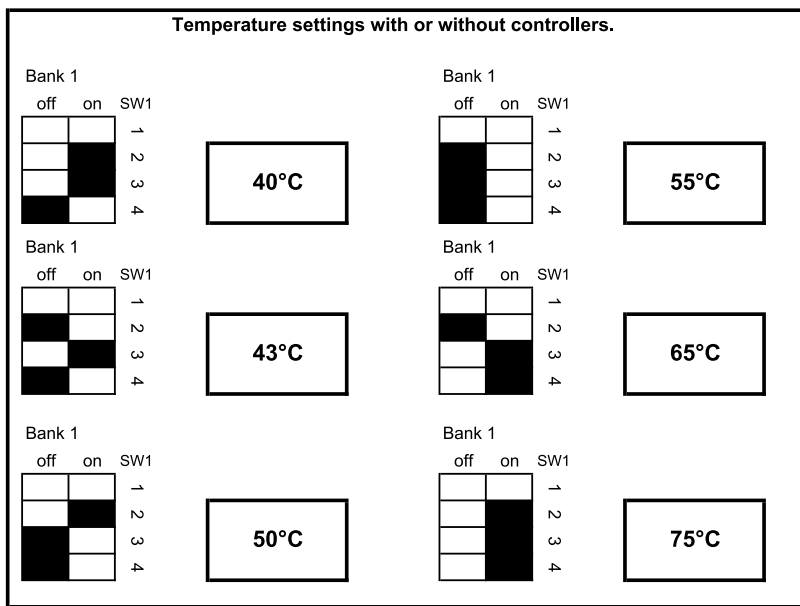 Temperature settings with or without controllers.
Bank 1
off on SW1
1
2
3
4
40°C
Bank 1
off on SW1
1
2
3
4
55°C
Bank 1
off on SW1
1
2
3
4
43°C
Bank 1
off on SW1
1
2
3
4
65°C
Bank 1
off on SW1
1
2
3
4
50°C
Bank 1
off on SW1
1
2
3
4
75°C